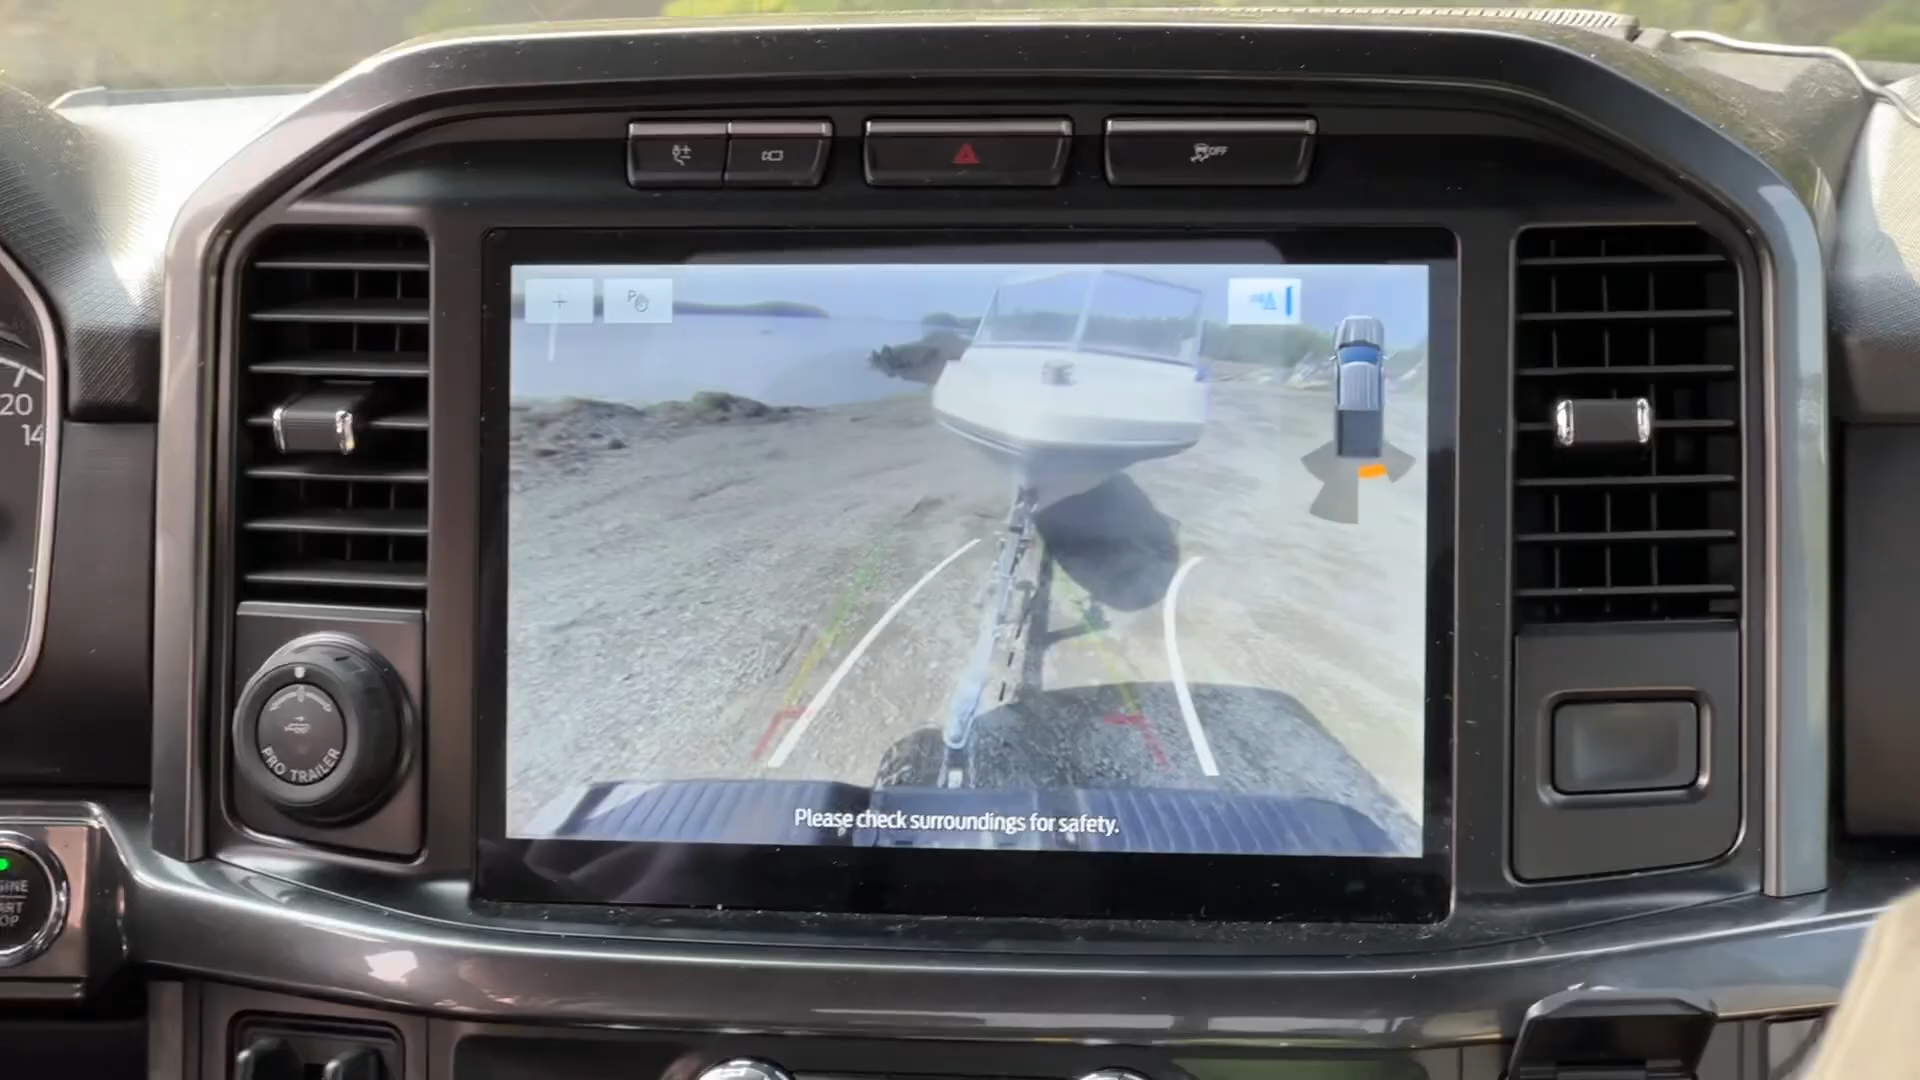 OFF
+
P
20
14
PRO TRAILER
Please check surroundings for safety.